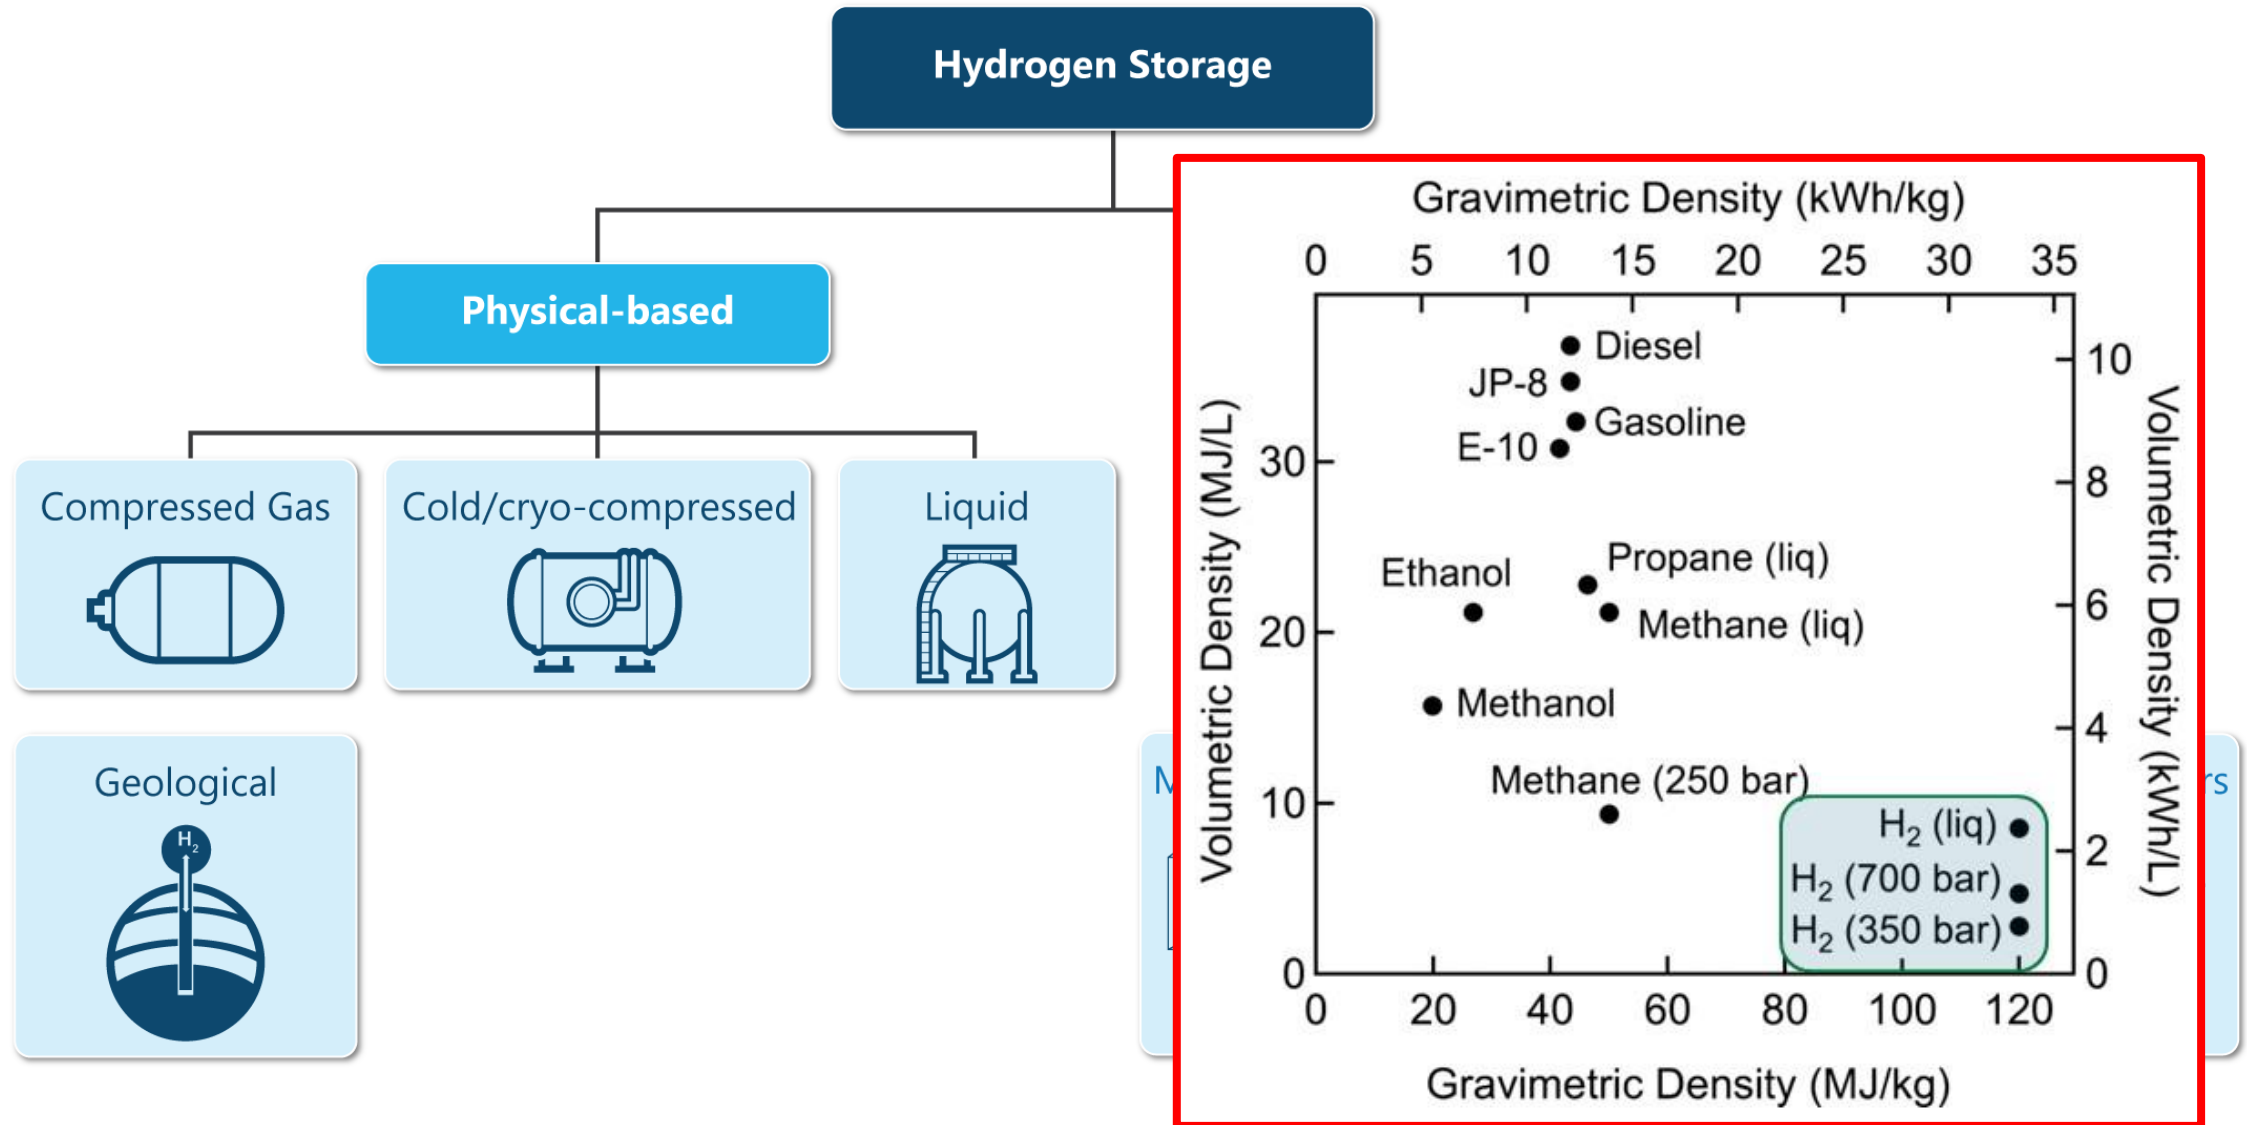 Hydrogen Storage
Physical-based
Compressed Gas
Cold/cryo-compressed
Liquid
Geological
H2
Gravimetric Density (kWh/kg)
0 5 10 15 20 25 30 35
Diesel
JP-8
Gasoline
E-10
Propane (liq)
Ethanol
Methane (liq)
Methanol
Methane (250 bar)
H2 (liq)
H2 (700 bar)
H2 (350 bar)
Volumetric Density (MJ/L)
30
20
10
0
10
8
6
4
2
0
Volumetric Density (kWh/L)
0 20 40 60 80 100 120
Gravimetric Density (MJ/kg)